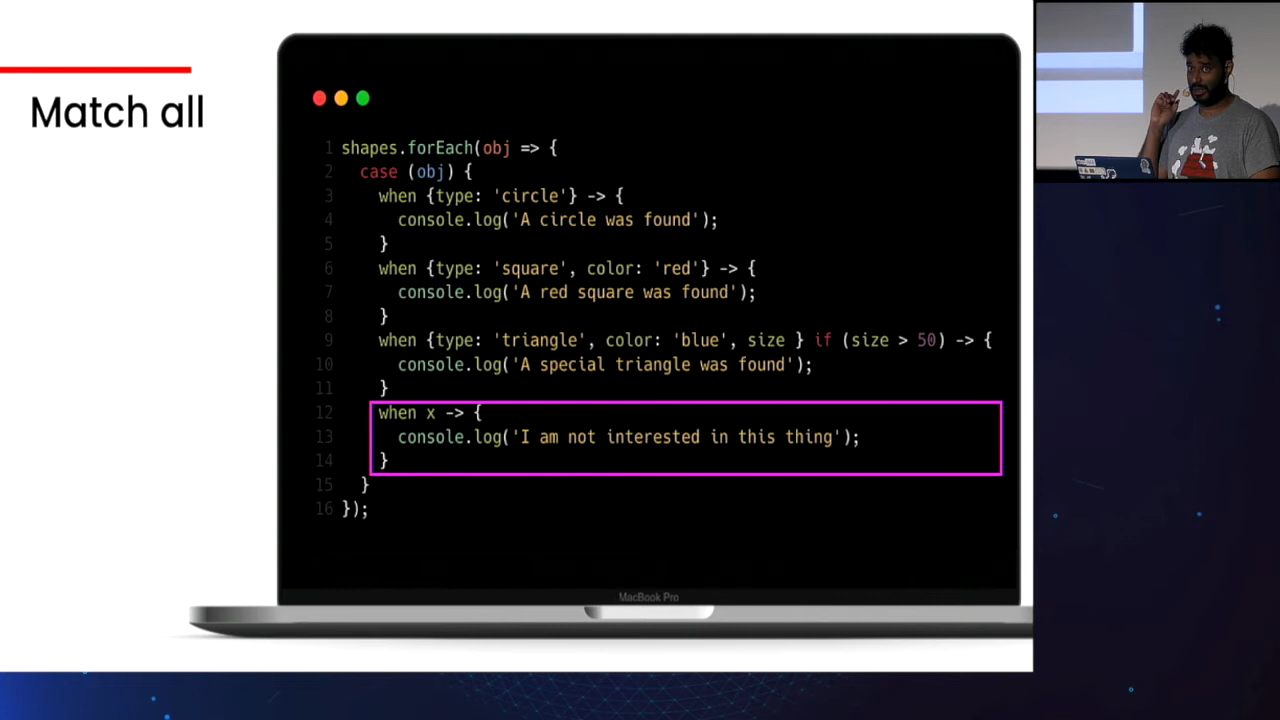 Match all
1 shapes.forEach(obj => {
2 case (obj) {
3 when {type: 'circle'} -> {
4 console.log('A circle was found');
5 }
6 when {type: 'square', color: 'red'} -> {
7 console.log('A red square was found');
8 }
9 when {type: 'triangle', color: 'blue', size } if (size > 50) -> {
10 console.log('A special triangle was found');
11 }
12 when x -> {
13 console.log('I am not interested in this thing');
14 }
15 }
16 });
MacBook Pro